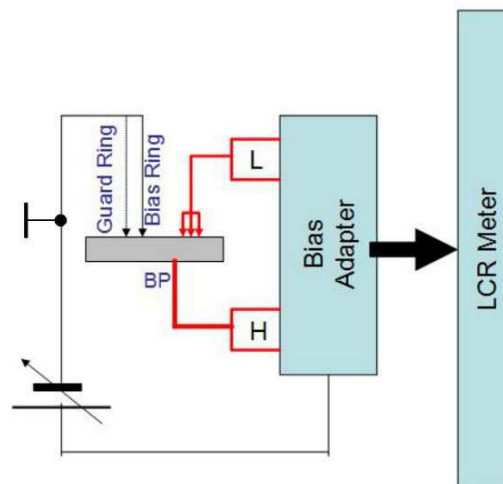 Guard Ring
Bias Ring
L
BP
H
Bias
Adapter
LCR Meter